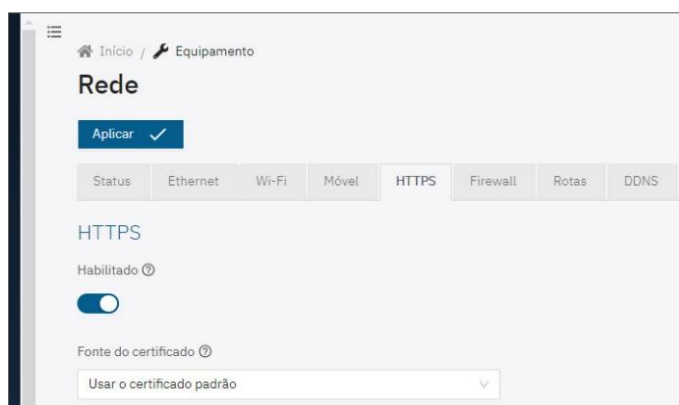 Início / Equipamento
Rede
Aplicar
Status Ethernet Wi-Fi Móvel HTTPS Firewall Rotas DDNS
HTTPS
Habilitado
Fonte do certificado
Usar o certificado padrão